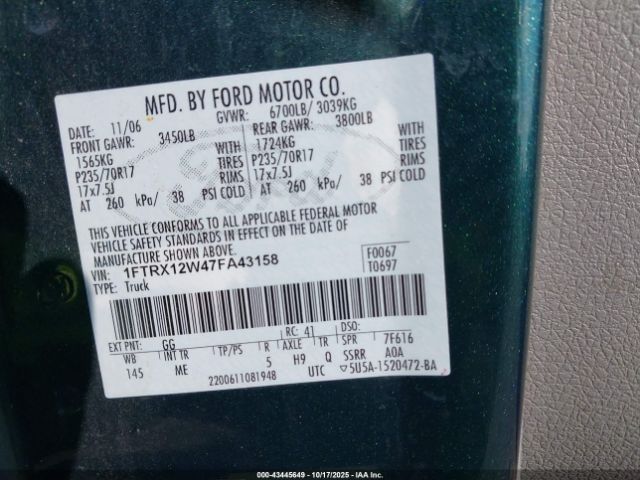 MFD. BY FORD MOTOR CO.
DATE: 11/06 GVWR: 6700LB/ 3039KG
FRONT GAWR: 3450LB REAR GAWR: 3800LB
1565KG WITH 1724KG WITH
P235/70R17 TIRES P235/70R17 TIRES
17x7.5J RIMS 17x7.5J RIMS
AT 260 kPa/ 38 PSI COLD AT 260 kPa/ 38 PSI COLD
THIS VEHICLE CONFORMS TO ALL APPLICABLE FEDERAL MOTOR
VEHICLE SAFETY STANDARDS IN EFFECT ON THE DATE OF
MANUFACTURE SHOWN ABOVE.
VIN: 1FTRX12W47FA43158 F0067
TYPE: Truck T0697
EXT PNT: GG RC: 41 DSO:
WB INT TR TP/PS R AXLE TR SPR 7F616
145 ME 5 H9 Q SSRR AOA
2200611081948 UTC ▽5U5A-1520472-BA
Ford
000-43445649 - 10/17/2025 - IAA Inc.